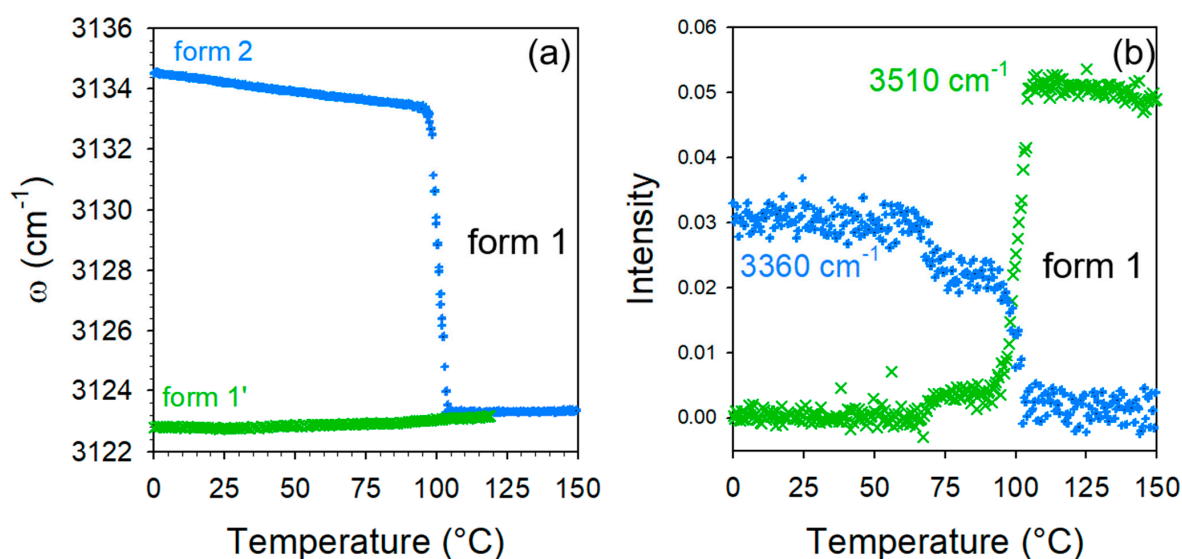 (a)
form 2
form 1
form 1'
ω (cm⁻¹)
3136
3134
3132
3130
3128
3126
3124
3122
0 25 50 75 100 125 150
Temperature (°C)
(b)
3510 cm⁻¹
3360 cm⁻¹
form 1
Intensity
0.06
0.05
0.04
0.03
0.02
0.01
0.00
0 25 50 75 100 125 150
Temperature (°C)